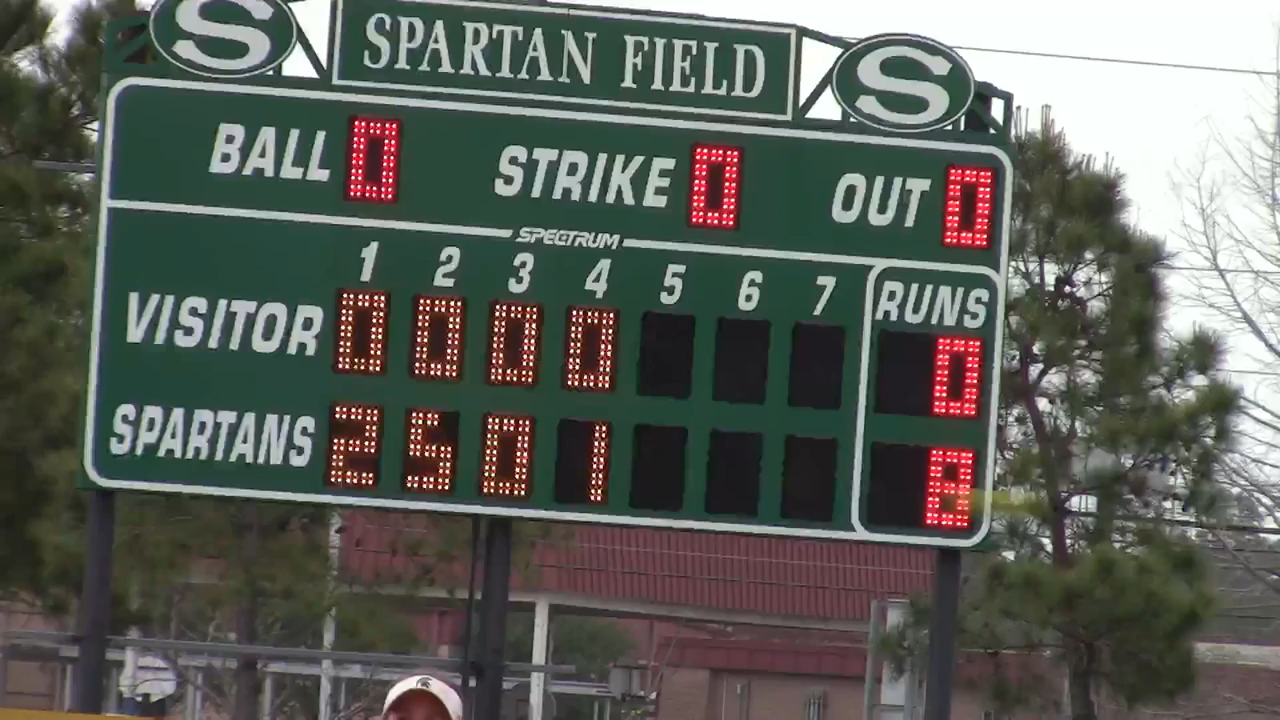 S SPARTAN FIELD S
BALL 0 STRIKE 0 OUT 0
SPECTRUM
1 2 3 4 5 6 7 RUNS
VISITOR 0 0 0 0 0
SPARTANS 2 5 0 1 8